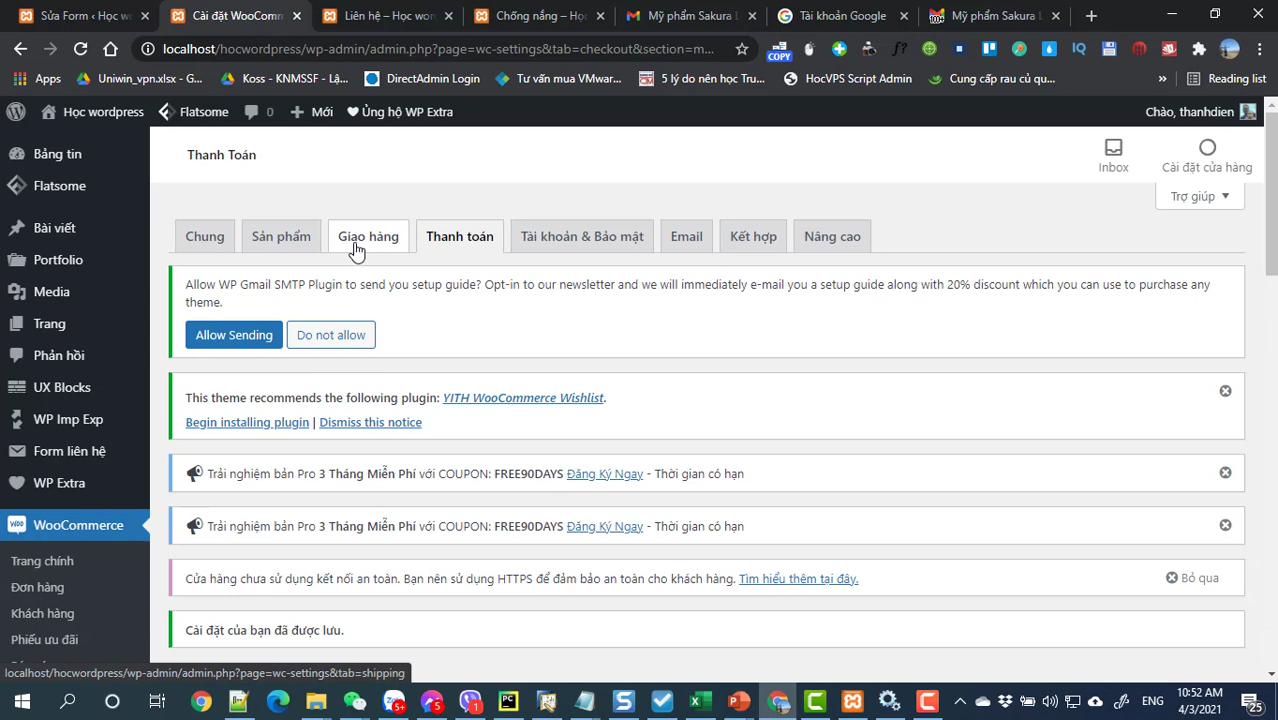 Sửa Form ‹ Học w
Cài đặt WooComm
Liên hệ – Học wor
Chống nắng – Học
Mỹ phẩm Sakura L
Tài khoản Google
Mỹ phẩm Sakura L
localhost/hocwordpress/wp-admin/admin.php?page=wc-settings&tab=checkout&section=m...
COPY
Apps
Uniwin_vpn.xlsx - G...
Koss - KNMSSF - Lậ...
DirectAdmin Login
Tư vấn mua VMwar...
5 lý do nên học Tru...
HocVPS Script Admin
Cung cấp rau củ qu...
»
Reading list
Học wordpress
Flatsome
0
Mới
Ủng hộ WP Extra
Chào, thanhdien
Bảng tin
Flatsome
Bài viết
Portfolio
Media
Trang
Phản hồi
UX Blocks
WP Imp Exp
Form liên hệ
WP Extra
WooCommerce
Trang chính
Đơn hàng
Khách hàng
Phiếu ưu đãi
Thanh Toán
Inbox
Cài đặt cửa hàng
Trợ giúp
Chung
Sản phẩm
Giao hàng
Thanh toán
Tài khoản & Bảo mật
Email
Kết hợp
Nâng cao
Allow WP Gmail SMTP Plugin to send you setup guide? Opt-in to our newsletter and we will immediately e-mail you a setup guide along with 20% discount which you can use to purchase any
theme.
Allow Sending
Do not allow
This theme recommends the following plugin: YITH WooCommerce Wishlist.
Begin installing plugin | Dismiss this notice
Trải nghiệm bản Pro 3 Tháng Miễn Phí với COUPON: FREE90DAYS Đăng Ký Ngay - Thời gian có hạn
Trải nghiệm bản Pro 3 Tháng Miễn Phí với COUPON: FREE90DAYS Đăng Ký Ngay - Thời gian có hạn
Cửa hàng chưa sử dụng kết nối an toàn. Bạn nên sử dụng HTTPS để đảm bảo an toàn cho khách hàng. Tìm hiểu thêm tại đây.
Bỏ qua
Cài đặt của bạn đã được lưu.
localhost/hocwordpress/wp-admin/admin.php?page=wc-settings&tab=shipping
ENG
10:52 AM
4/3/2021
25